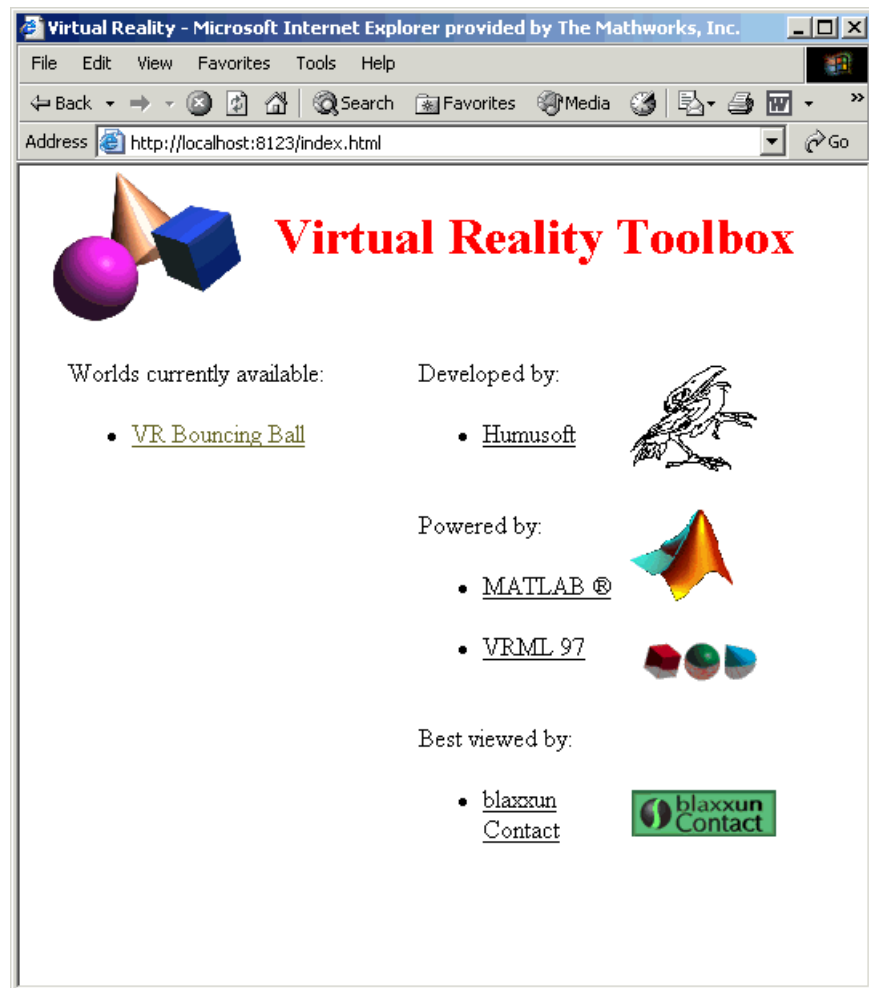 Virtual Reality - Microsoft Internet Explorer provided by The Mathworks, Inc.
File Edit View Favorites Tools Help
Back Search Favorites Media »
Address http://localhost:8123/index.html Go
Virtual Reality Toolbox
Worlds currently available:
• VR Bouncing Ball
Developed by:
• Humusoft
Powered by:
• MATLAB ®
• VRML 97
Best viewed by:
• blaxxun
Contact
blaxxun
Contact